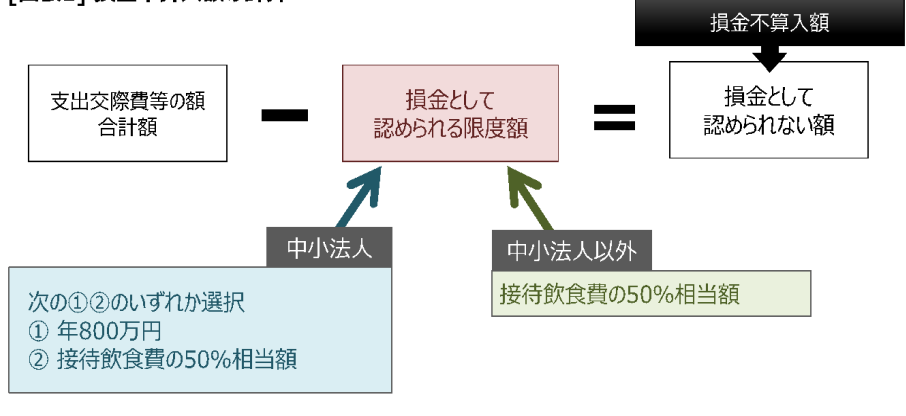 損金不算入額
支出交際費等の額
合計額
損金として
認められる限度額
損金として
認められない額
中小法人
次の①②のいずれか選択
① 年800万円
② 接待飲食費の50%相当額
中小法人以外
接待飲食費の50%相当額